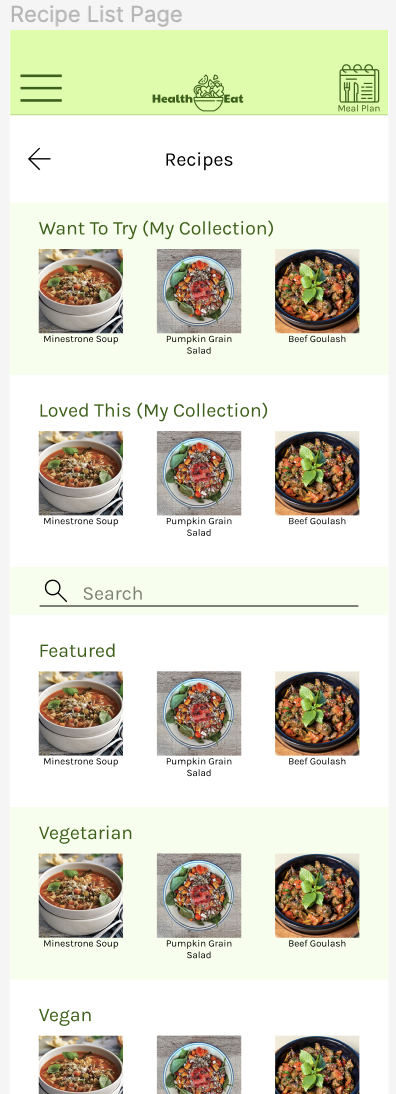 Recipe List Page
Health Eat
Meal Plan
Recipes
Want To Try (My Collection)
Minestrone Soup
Pumpkin Grain
Salad
Beef Goulash
Loved This (My Collection)
Minestrone Soup
Pumpkin Grain
Salad
Beef Goulash
Search
Featured
Minestrone Soup
Pumpkin Grain
Salad
Beef Goulash
Vegetarian
Minestrone Soup
Pumpkin Grain
Salad
Beef Goulash
Vegan